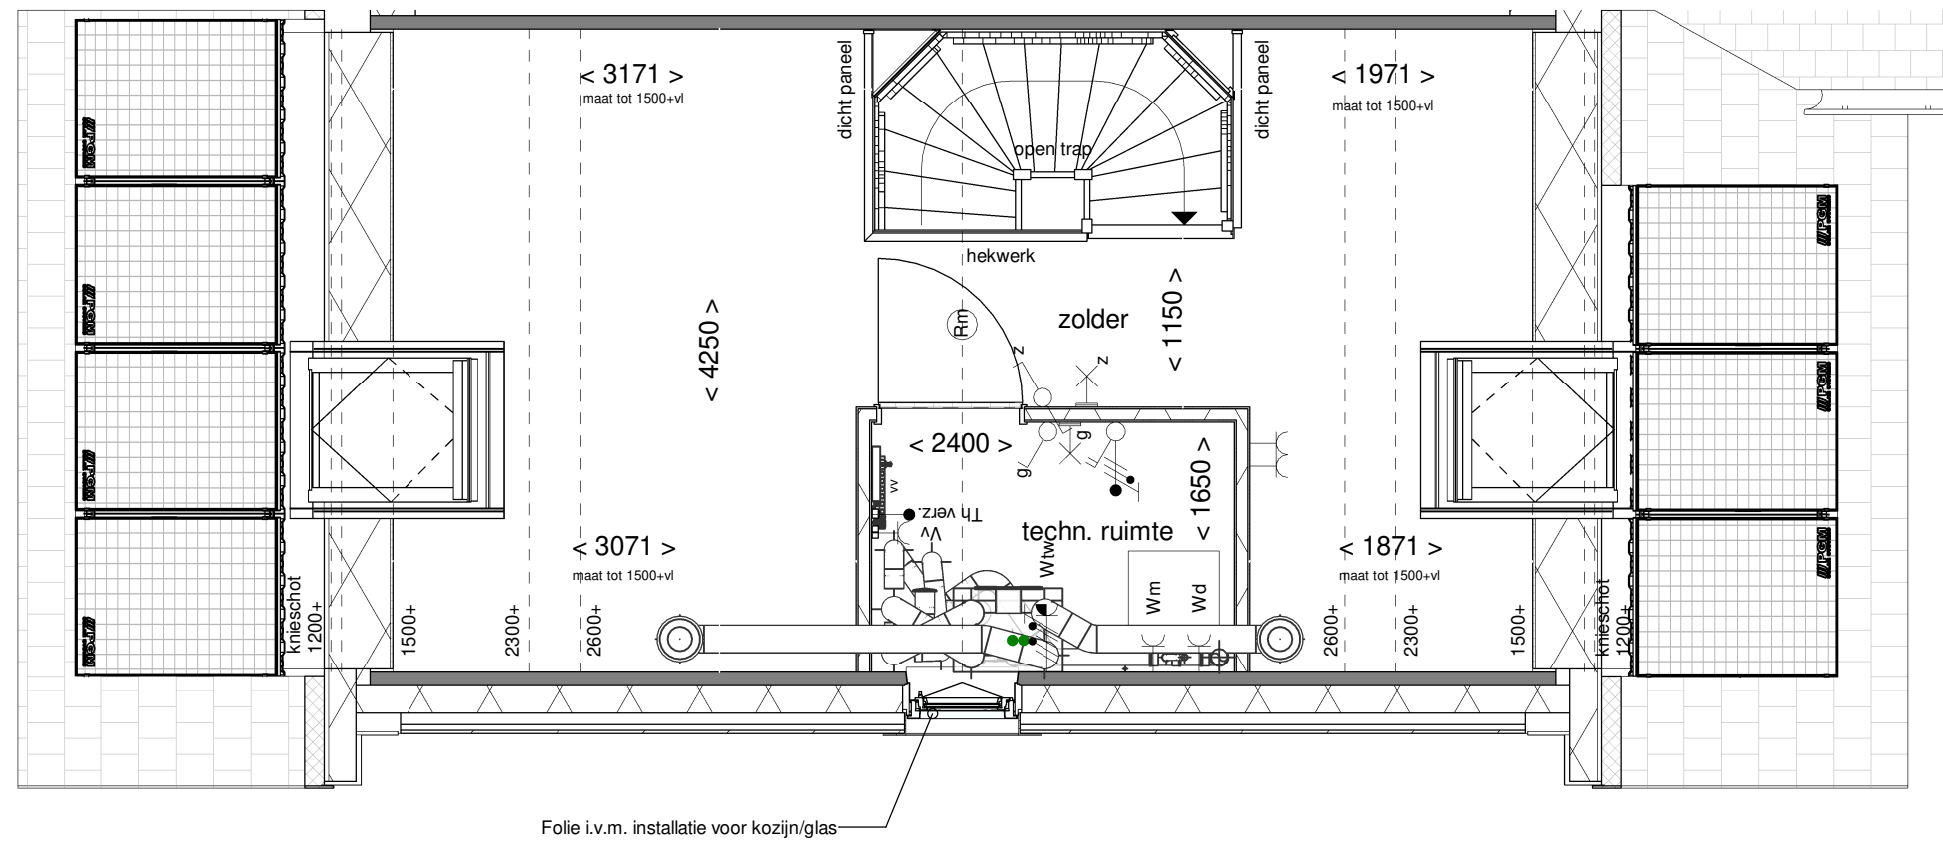 < 3171 >
maat tot 1500+vl
dicht paneel
open trap
dicht paneel
< 1971 >
maat tot 1500+vl
hekwerk
< 4250 >
Rm
zolder
< 1150 >
z
z
< 2400 >
g
g
< 1650 >
vv
Th verz.
Vv
techn. ruimte
Wtw
< 3071 >
maat tot 1500+vl
< 1871 >
maat tot 1500+vl
Wm
Wd
knieschot
1200+
1500+
2300+
2600+
2600+
2300+
1500+
knieschot
1200+
Folie i.v.m. installatie voor kozijn/glas